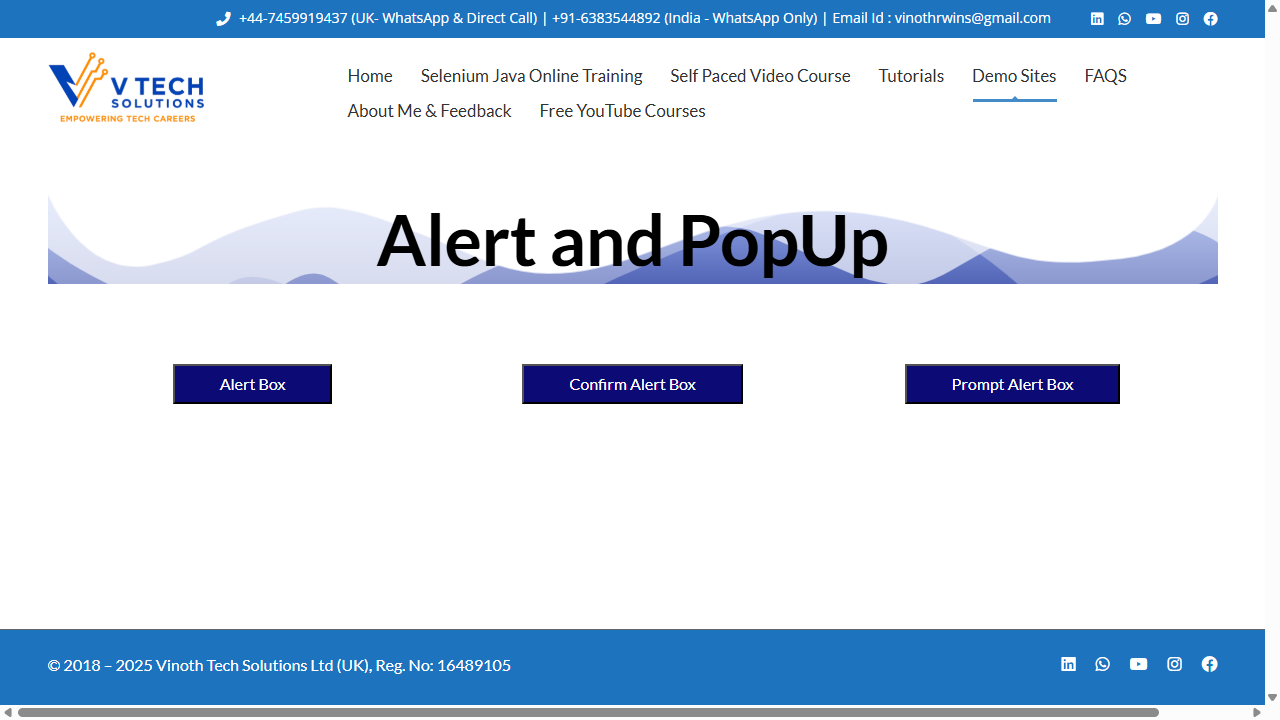 +44-7459919437 (UK- WhatsApp & Direct Call) | +91-6383544892 (India - WhatsApp Only) | Email Id : vinothrwins@gmail.com
V TECH
SOLUTIONS
EMPOWERING TECH CAREERS
Home Selenium Java Online Training Self Paced Video Course Tutorials Demo Sites FAQS
About Me & Feedback Free YouTube Courses
Alert and PopUp
Alert Box Confirm Alert Box Prompt Alert Box
© 2018 – 2025 Vinoth Tech Solutions Ltd (UK), Reg. No: 16489105